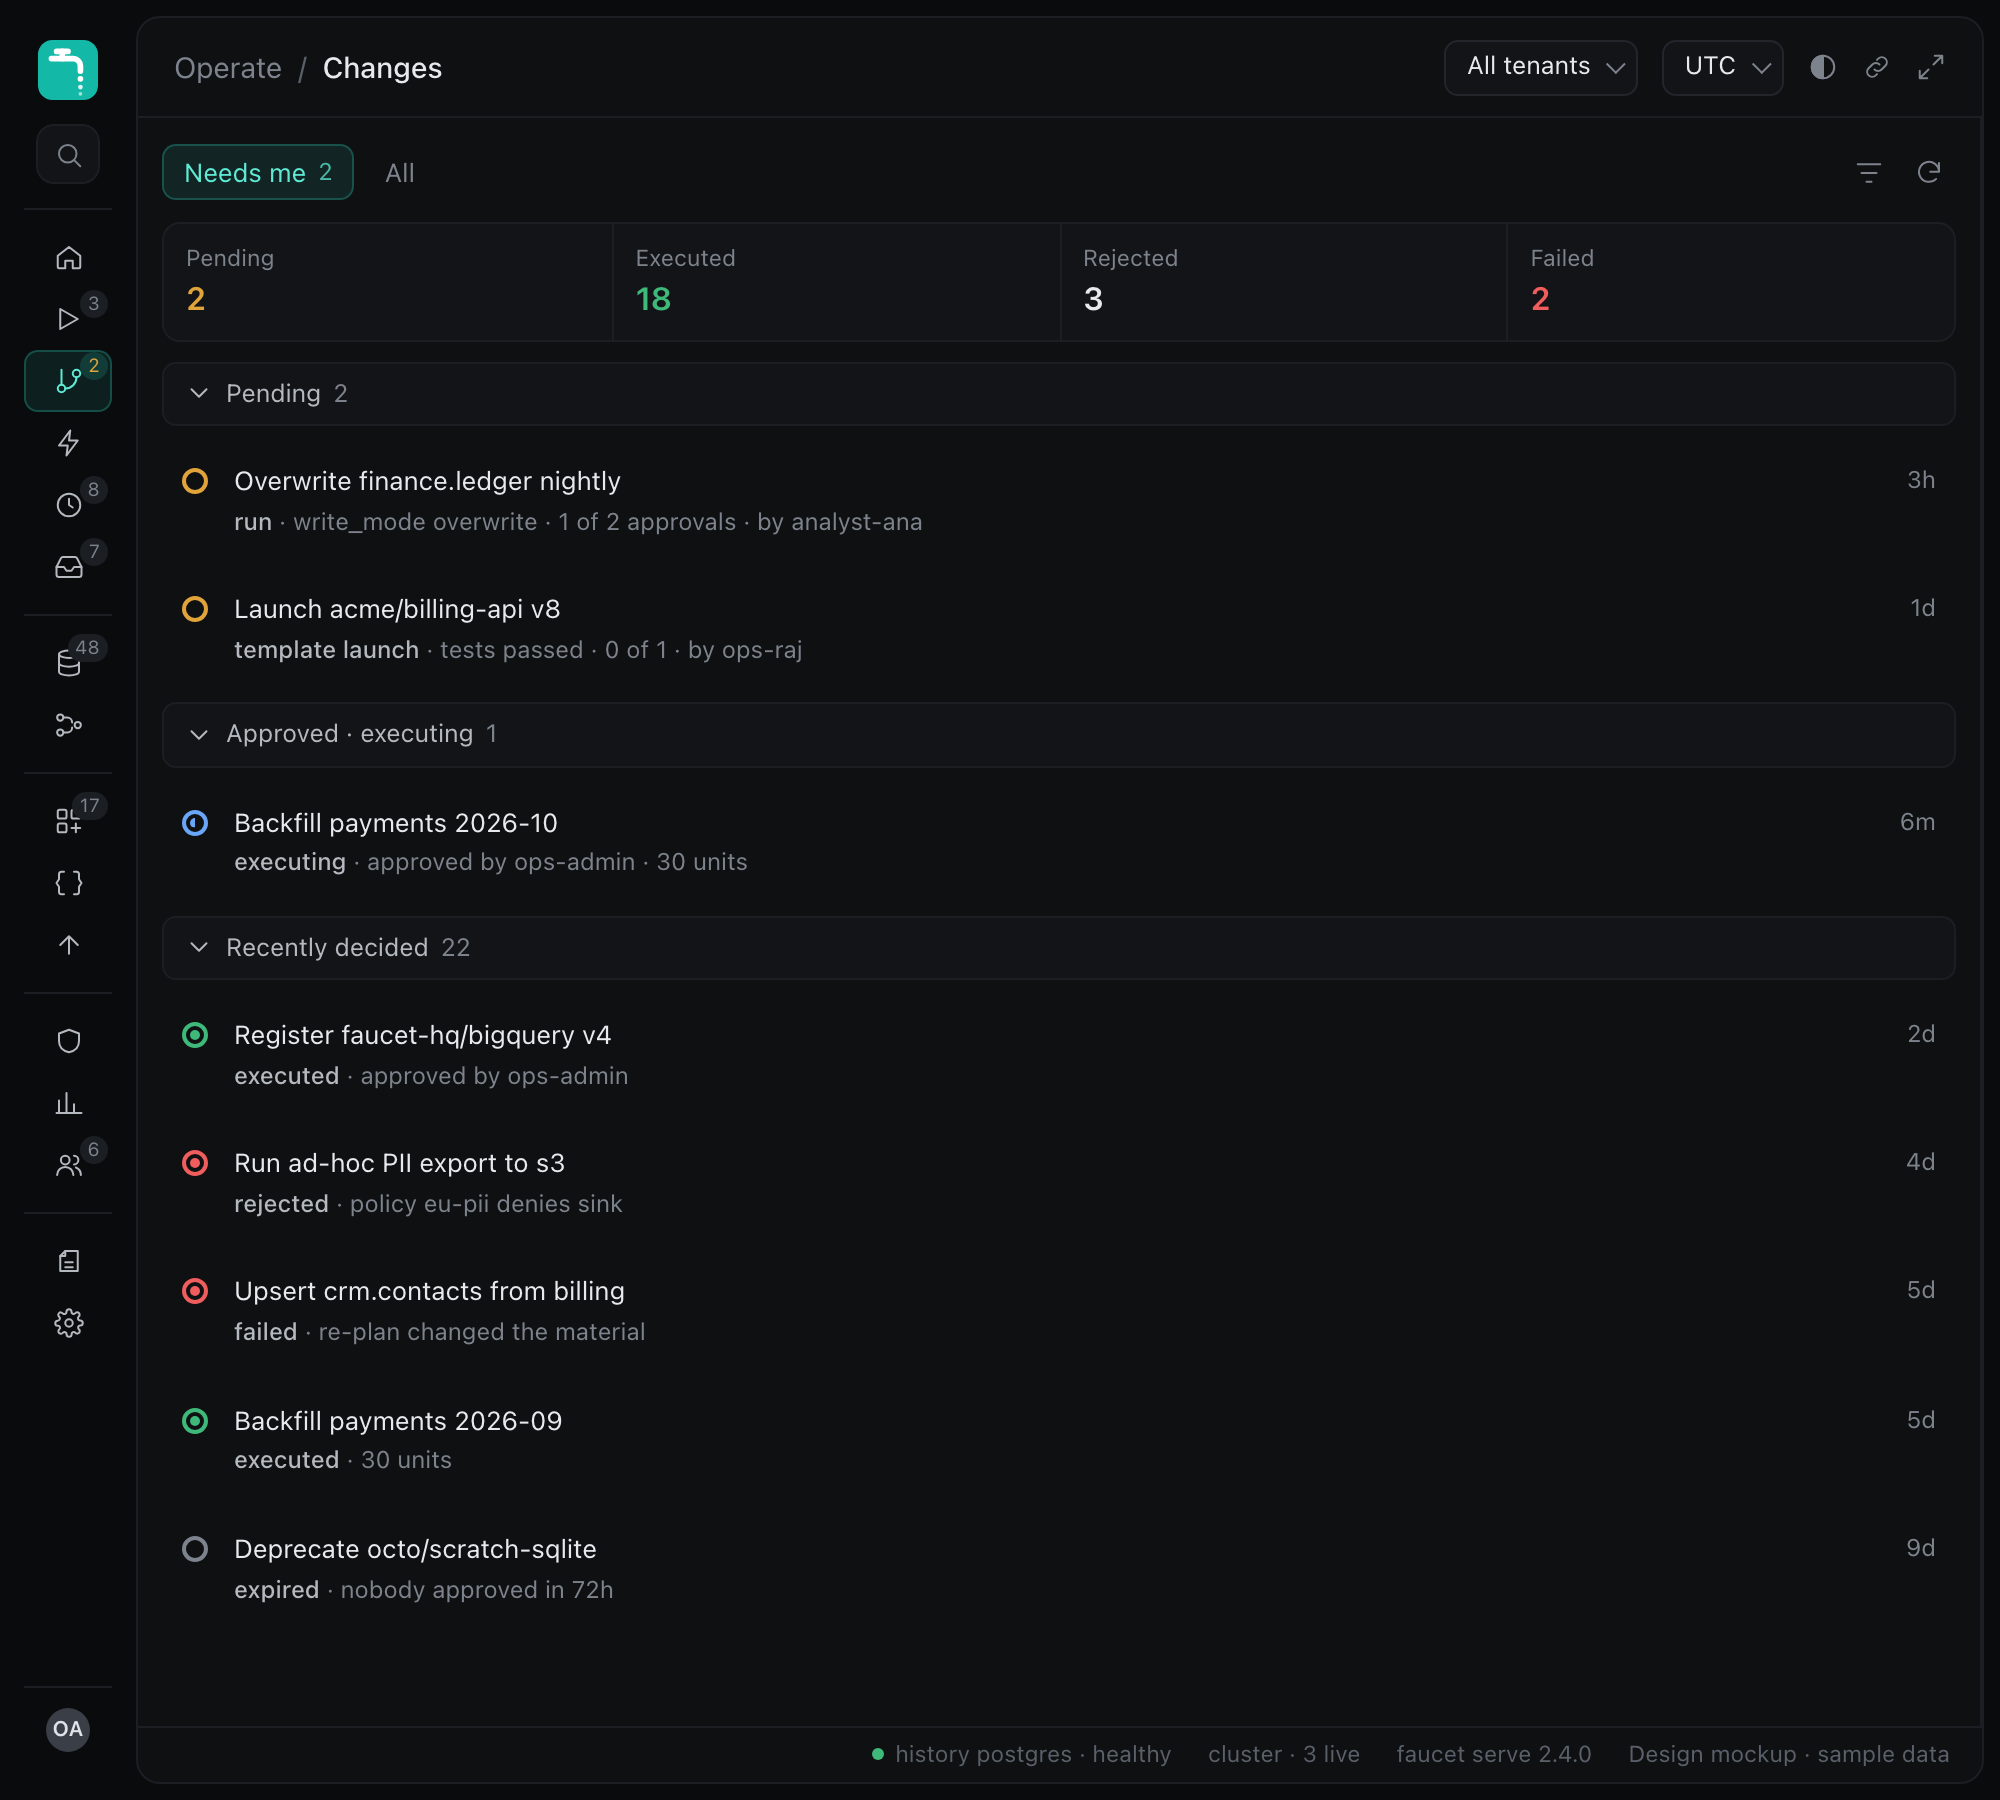 Operate / Changes
All tenants
UTC
Needs me 2
All
Pending
2
Executed
18
Rejected
3
Failed
2
3
2
8
7
48
17
6
OA
Pending 2
Overwrite finance.ledger nightly
3h
run · write_mode overwrite · 1 of 2 approvals · by analyst-ana
Launch acme/billing-api v8
1d
template launch · tests passed · 0 of 1 · by ops-raj
Approved · executing 1
Backfill payments 2026-10
6m
executing · approved by ops-admin · 30 units
Recently decided 22
Register faucet-hq/bigquery v4
2d
executed · approved by ops-admin
Run ad-hoc PII export to s3
4d
rejected · policy eu-pii denies sink
Upsert crm.contacts from billing
5d
failed · re-plan changed the material
Backfill payments 2026-09
5d
executed · 30 units
Deprecate octo/scratch-sqlite
9d
expired · nobody approved in 72h
history postgres · healthy
cluster · 3 live
faucet serve 2.4.0
Design mockup · sample data